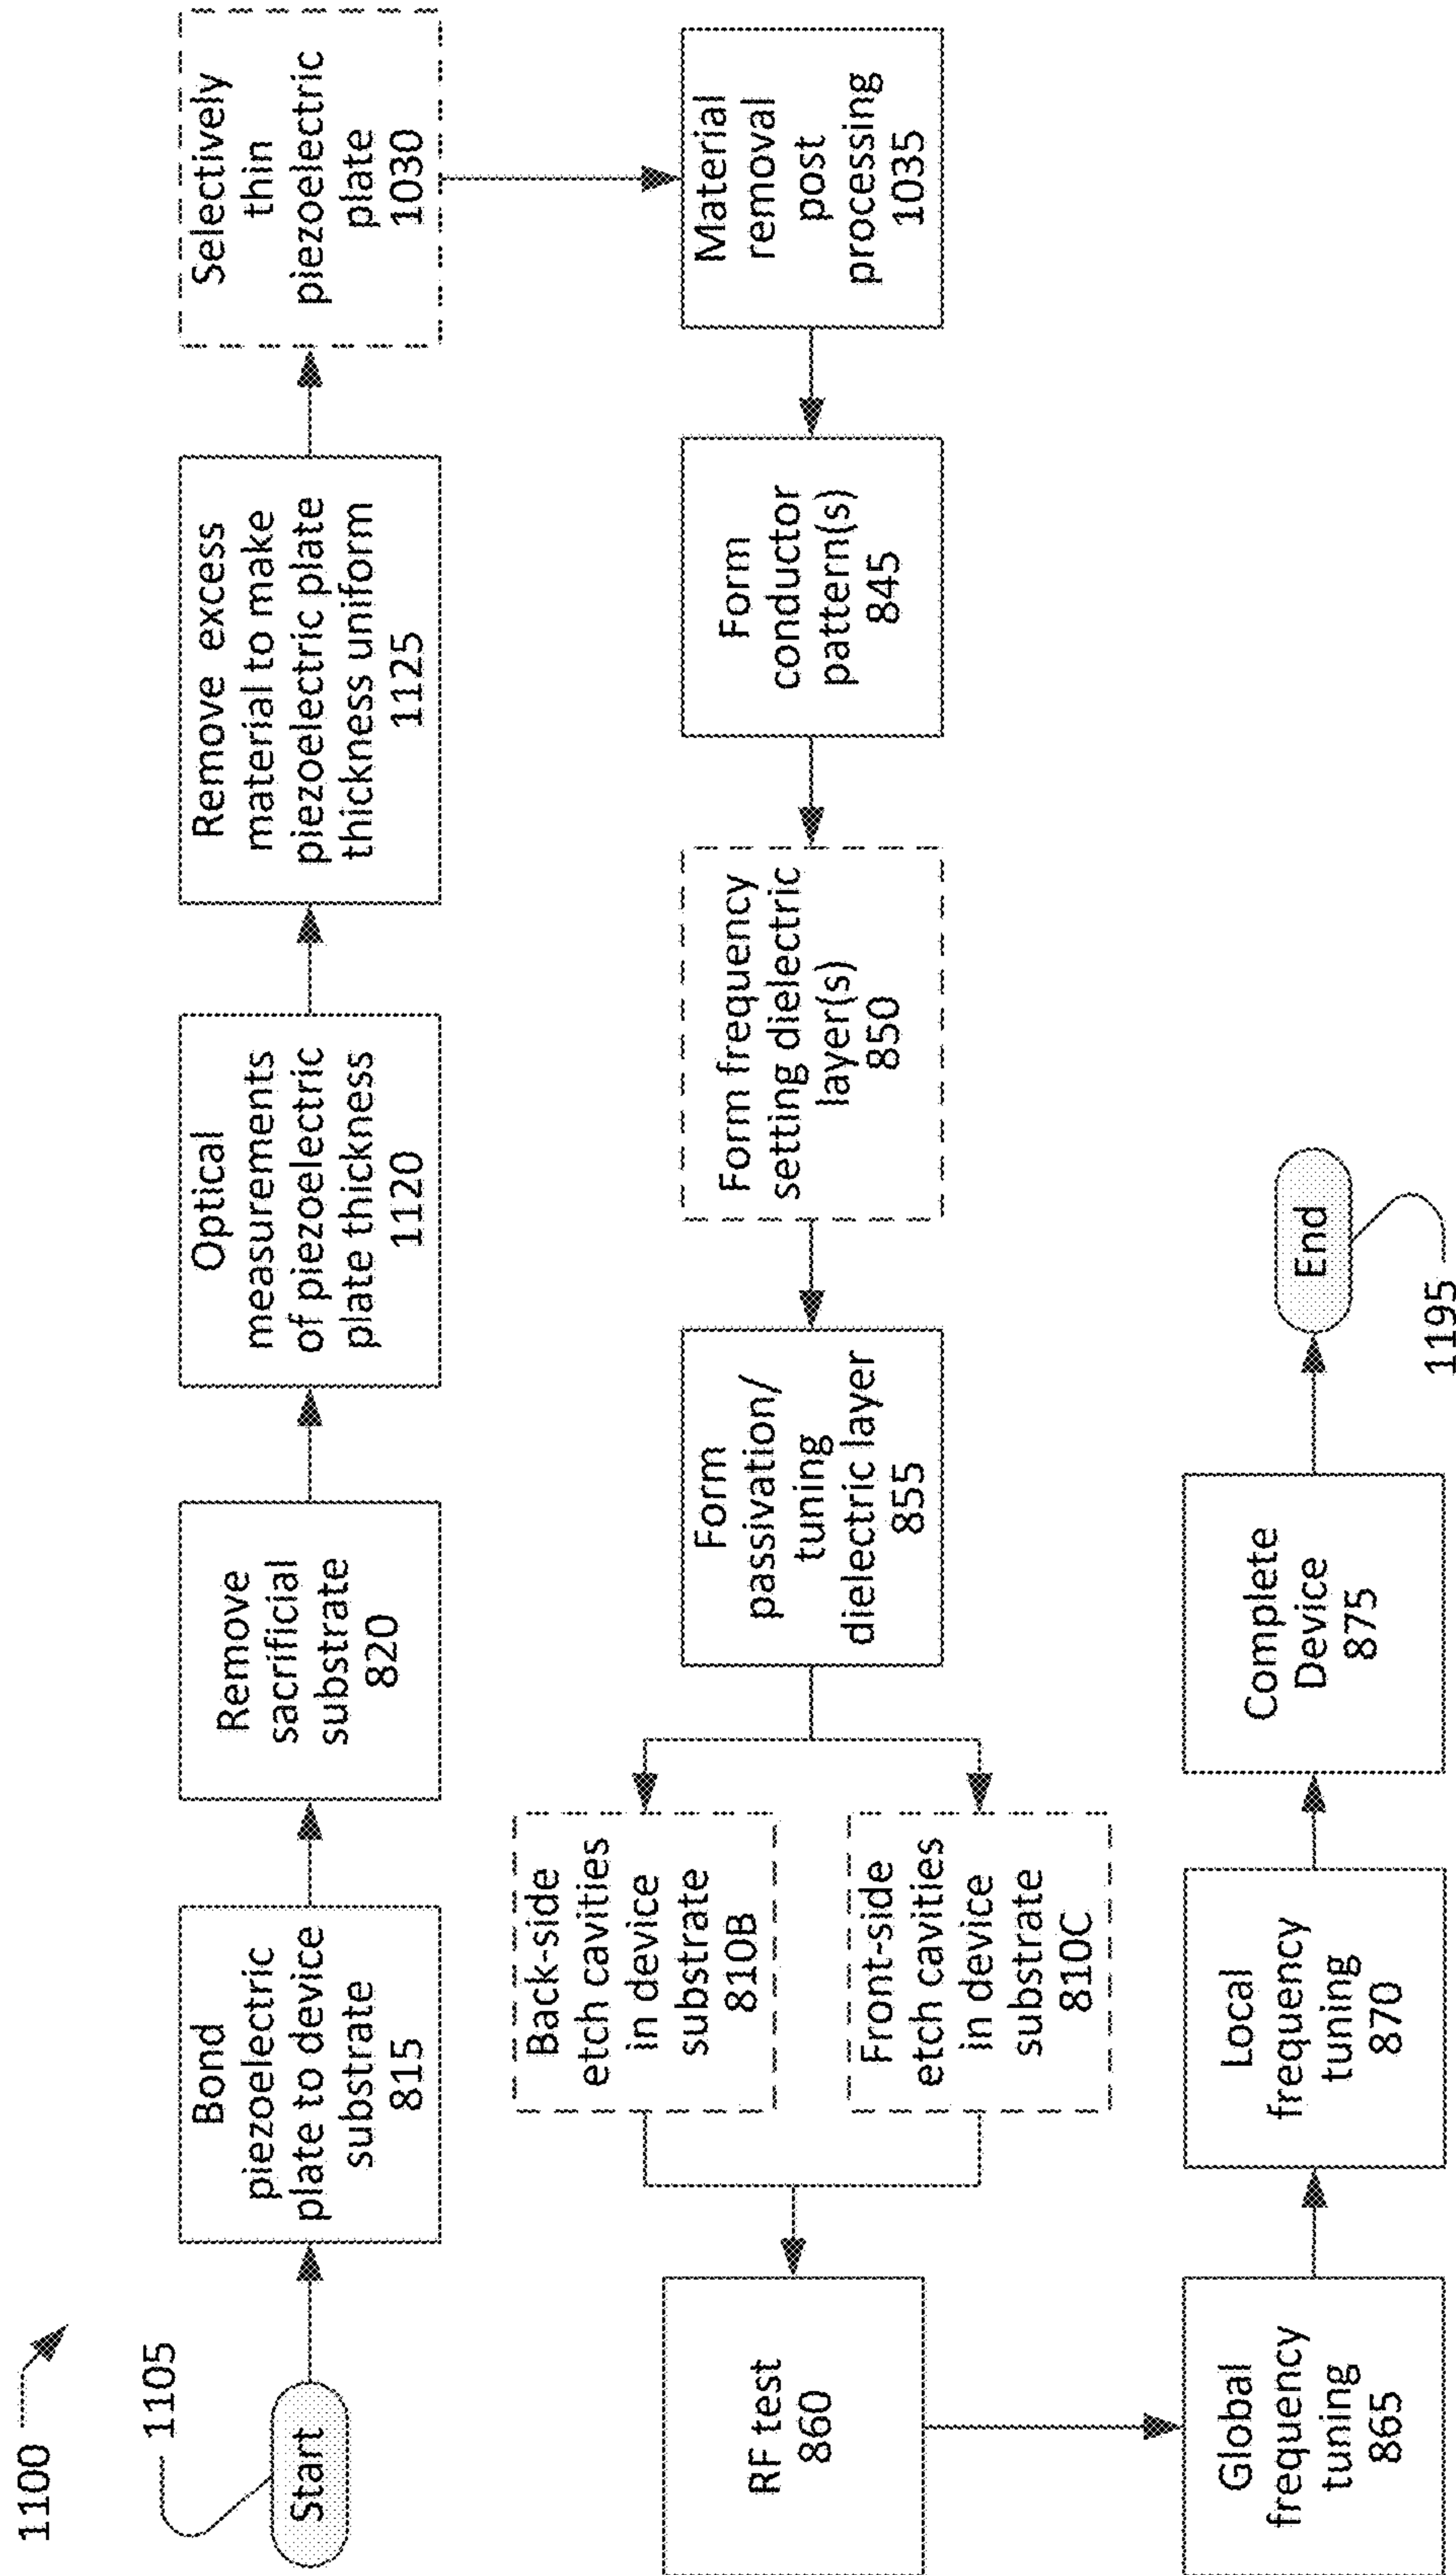 1100
1105
Start
Bond
piezoelectric
plate to device
substrate
815
Remove
sacrificial
substrate
820
Optical
measurements
of piezoelectric
plate thickness
1120
Remove excess
material to make
piezoelectric plate
thickness uniform
1125
Selectively
thin
piezoelectric
plate
1030
Material
removal
post
processing
1035
Form
conductor
pattern(s)
845
Form frequency
setting dielectric
layer(s)
850
Form
passivation/
tuning
dielectric layer
855
Back-side
etch cavities
in device
substrate
810B
Front-side
etch cavities
in device
substrate
810C
RF test
860
Global
frequency
tuning
865
Local
frequency
tuning
870
Complete
Device
875
End
1195